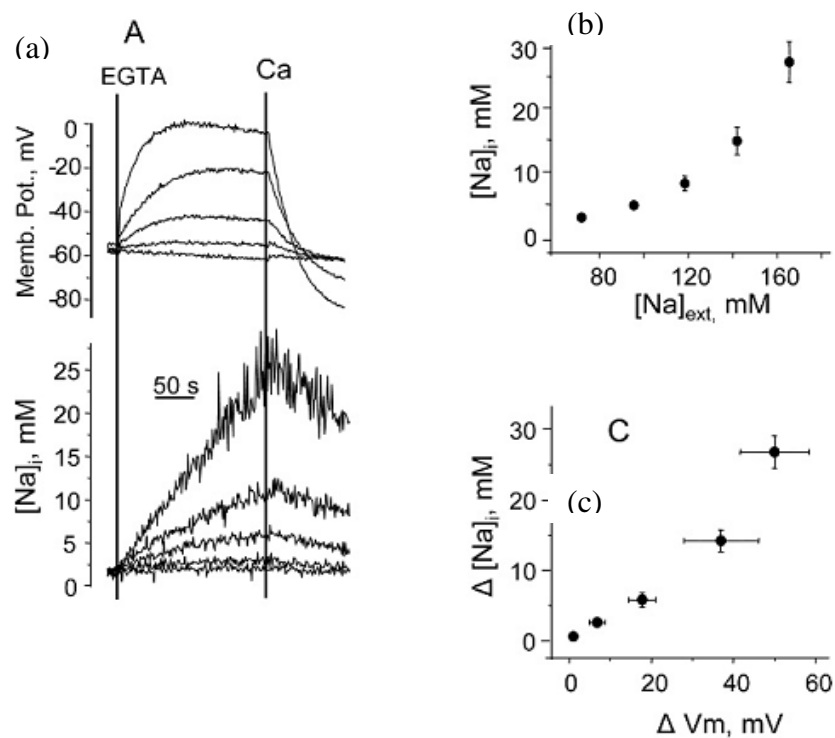 A
(a)
EGTA
Ca
0
-20
-40
-60
-80
Memb. Pot., mV
50 s
25
20
15
10
5
0
[Na]i, mM
(b)
30
20
10
0
[Na]i, mM
80
120
160
[Na]ext, mM
C
(c)
30
20
10
0
Δ [Na]i, mM
0
20
40
60
Δ Vm, mV